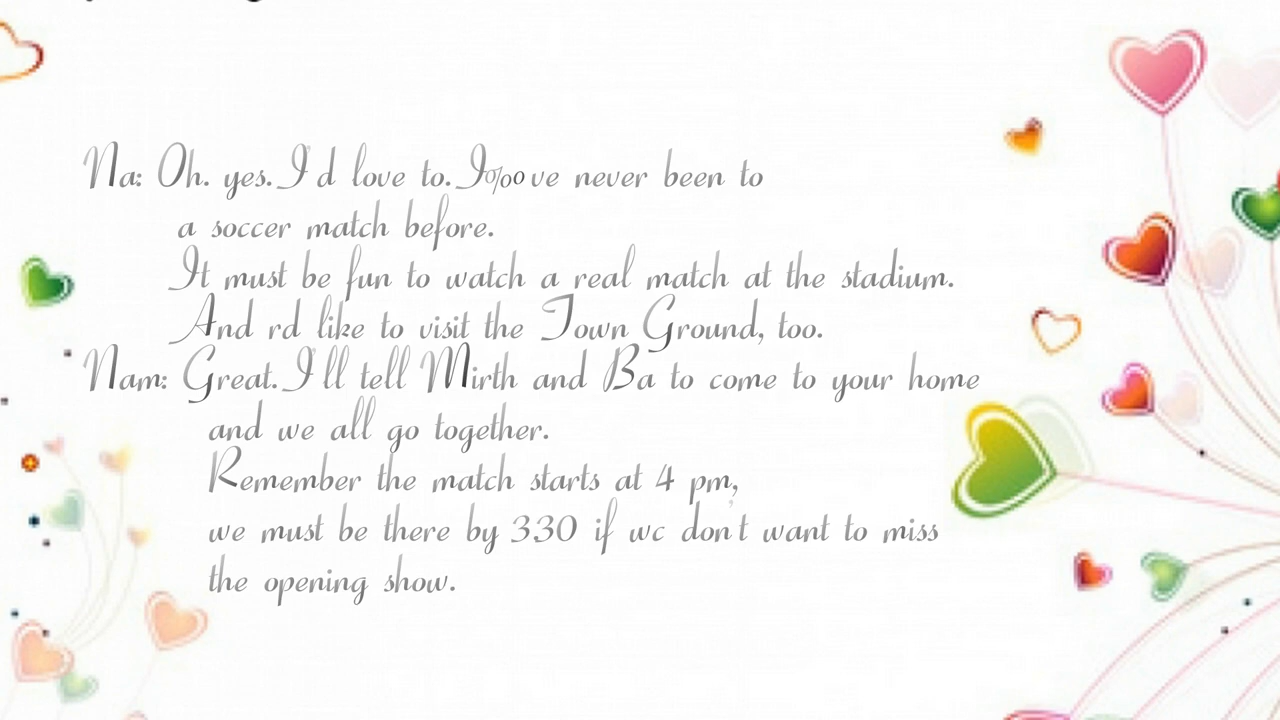 Na: Oh. yes. I'd love to. I‰ve never been to
a soccer match before.
It must be fun to watch a real match at the stadium.
And rd like to visit the Town Ground, too.
Nam: Great. I'll tell Mirth and Ba to come to your home
and we all go together.
Remember the match starts at 4 pm,
we must be there by 330 if wc don't want to miss
the opening show.